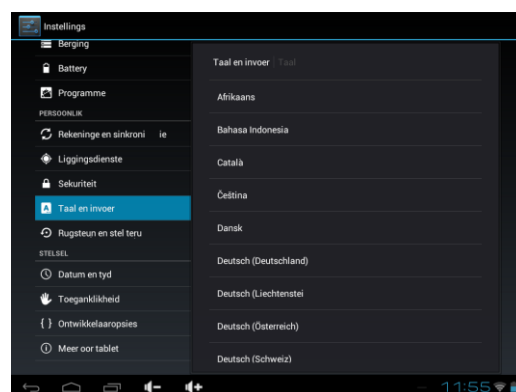 Instellings
Berging
Battery
Programme
PERSOONLIK
Rekeninge en sinkroni ie
Liggingsdienste
Sekuriteit
Taal en invoer
Rugsteun en stel teru
STELSEL
Datum en tyd
Toeganklikheid
{ } Ontwikkelaaropsies
Meer oor tablet
Taal en invoer Taal
Afrikaans
Bahasa Indonesia
Català
Čeština
Dansk
Deutsch (Deutschland)
Deutsch (Liechtenstei
Deutsch (Österreich)
Deutsch (Schweiz)
11:55